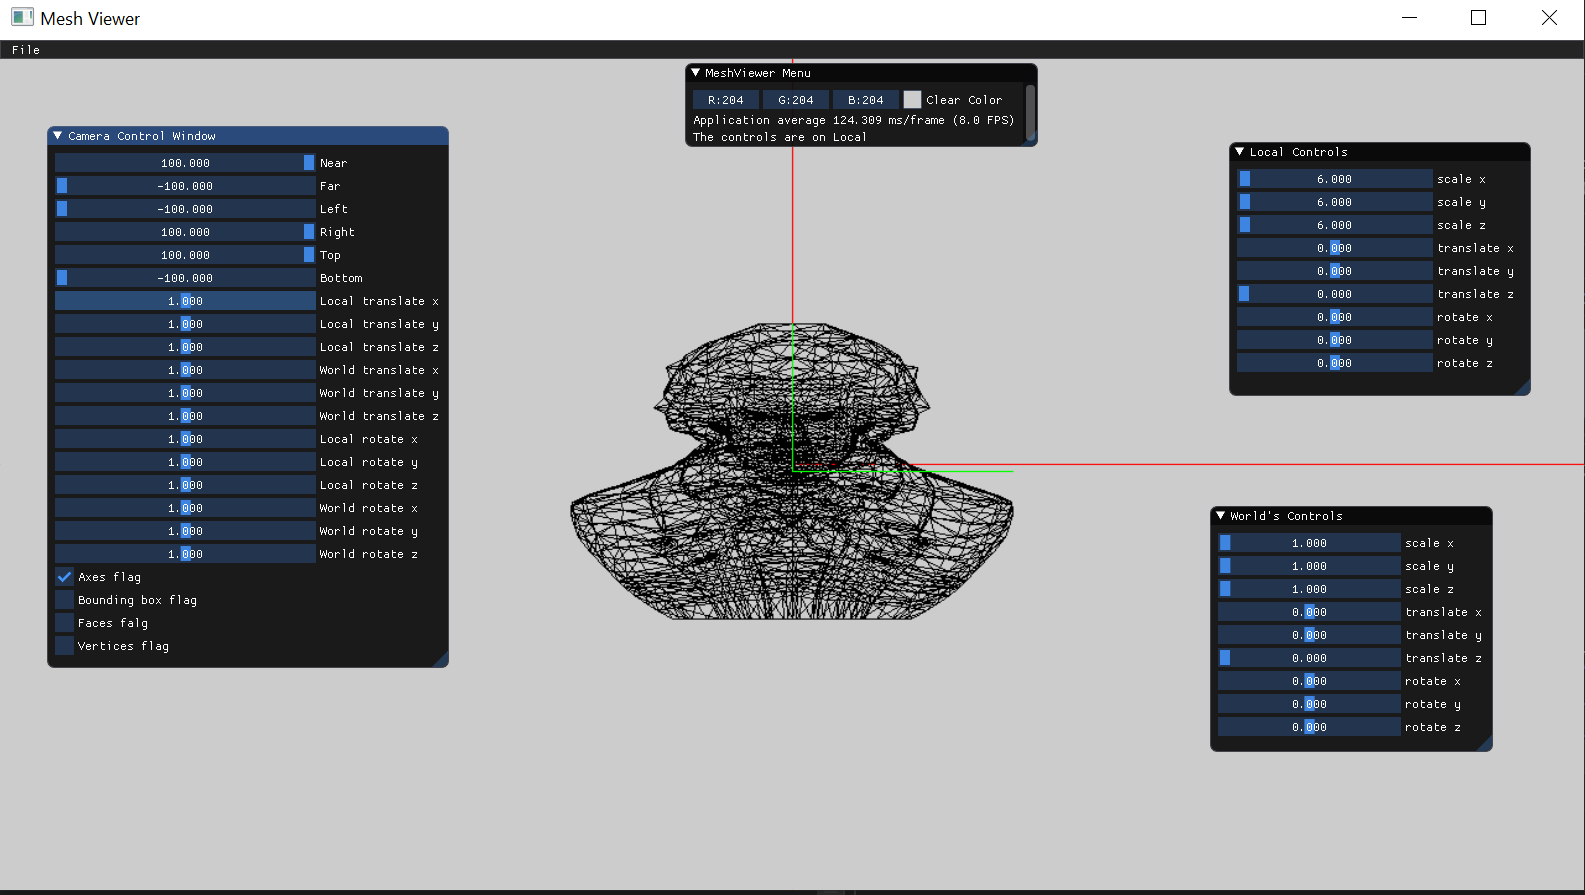 Mesh Viewer
File
MeshViewer Menu
R:204 G:204 B:204 Clear Color
Application average 124.309 ms/frame (8.0 FPS)
The controls are on Local
Camera Control Window
100.000 Near
-100.000 Far
-100.000 Left
100.000 Right
100.000 Top
-100.000 Bottom
1.000 Local translate x
1.000 Local translate y
1.000 Local translate z
1.000 World translate x
1.000 World translate y
1.000 World translate z
1.000 Local rotate x
1.000 Local rotate y
1.000 Local rotate z
1.000 World rotate x
1.000 World rotate y
1.000 World rotate z
Axes flag
Bounding box flag
Faces falg
Vertices flag
Local Controls
6.000 scale x
6.000 scale y
6.000 scale z
0.000 translate x
0.000 translate y
0.000 translate z
0.000 rotate x
0.000 rotate y
0.000 rotate z
World's Controls
1.000 scale x
1.000 scale y
1.000 scale z
0.000 translate x
0.000 translate y
0.000 translate z
0.000 rotate x
0.000 rotate y
0.000 rotate z